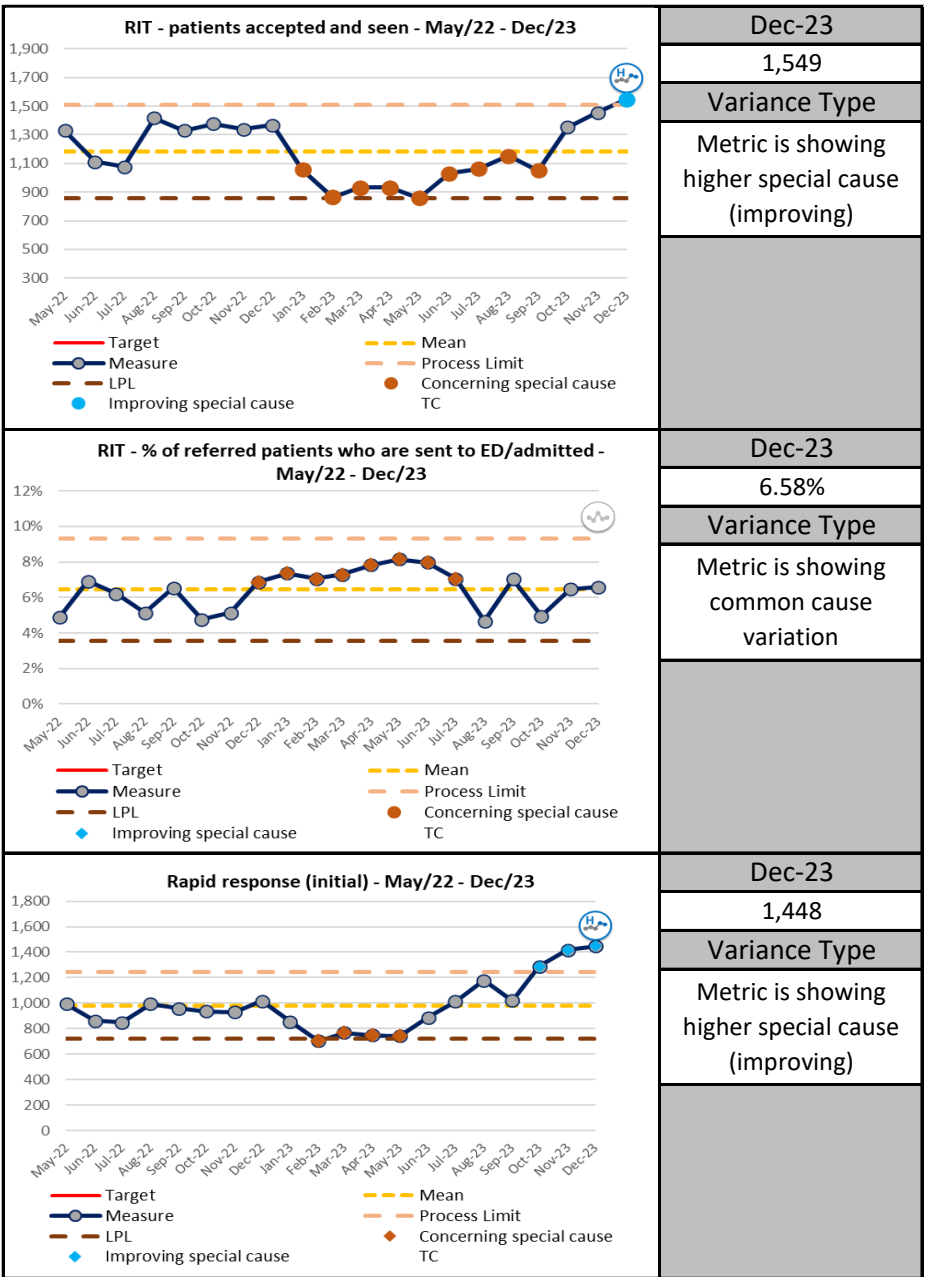 RIT - patients accepted and seen - May/22 - Dec/23
1,900
1,700
1,500
1,300
1,100
900
700
500
300
H
May-22 Jun-22 Jul-22 Aug-22 Sep-22 Oct-22 Nov-22 Dec-22 Jan-23 Feb-23 Mar-23 Apr-23 May-23 Jun-23 Jul-23 Aug-23 Sep-23 Oct-23 Nov-23 Dec-23
Target Mean
Measure Process Limit
LPL Concerning special cause
Improving special cause TC
Dec-23
1,549
Variance Type
Metric is showing
higher special cause
(improving)
RIT - % of referred patients who are sent to ED/admitted -
May/22 - Dec/23
12%
10%
8%
6%
4%
2%
0%
May-22 Jun-22 Jul-22 Aug-22 Sep-22 Oct-22 Nov-22 Dec-22 Jan-23 Feb-23 Mar-23 Apr-23 May-23 Jun-23 Jul-23 Aug-23 Sep-23 Oct-23 Nov-23 Dec-23
Target Mean
Measure Process Limit
LPL Concerning special cause
Improving special cause TC
Dec-23
6.58%
Variance Type
Metric is showing
common cause
variation
Rapid response (initial) - May/22 - Dec/23
1,800
1,600
1,400
1,200
1,000
800
600
400
200
0
H
May-22 Jun-22 Jul-22 Aug-22 Sep-22 Oct-22 Nov-22 Dec-22 Jan-23 Feb-23 Mar-23 Apr-23 May-23 Jun-23 Jul-23 Aug-23 Sep-23 Oct-23 Nov-23 Dec-23
Target Mean
Measure Process Limit
LPL Concerning special cause
Improving special cause TC
Dec-23
1,448
Variance Type
Metric is showing
higher special cause
(improving)